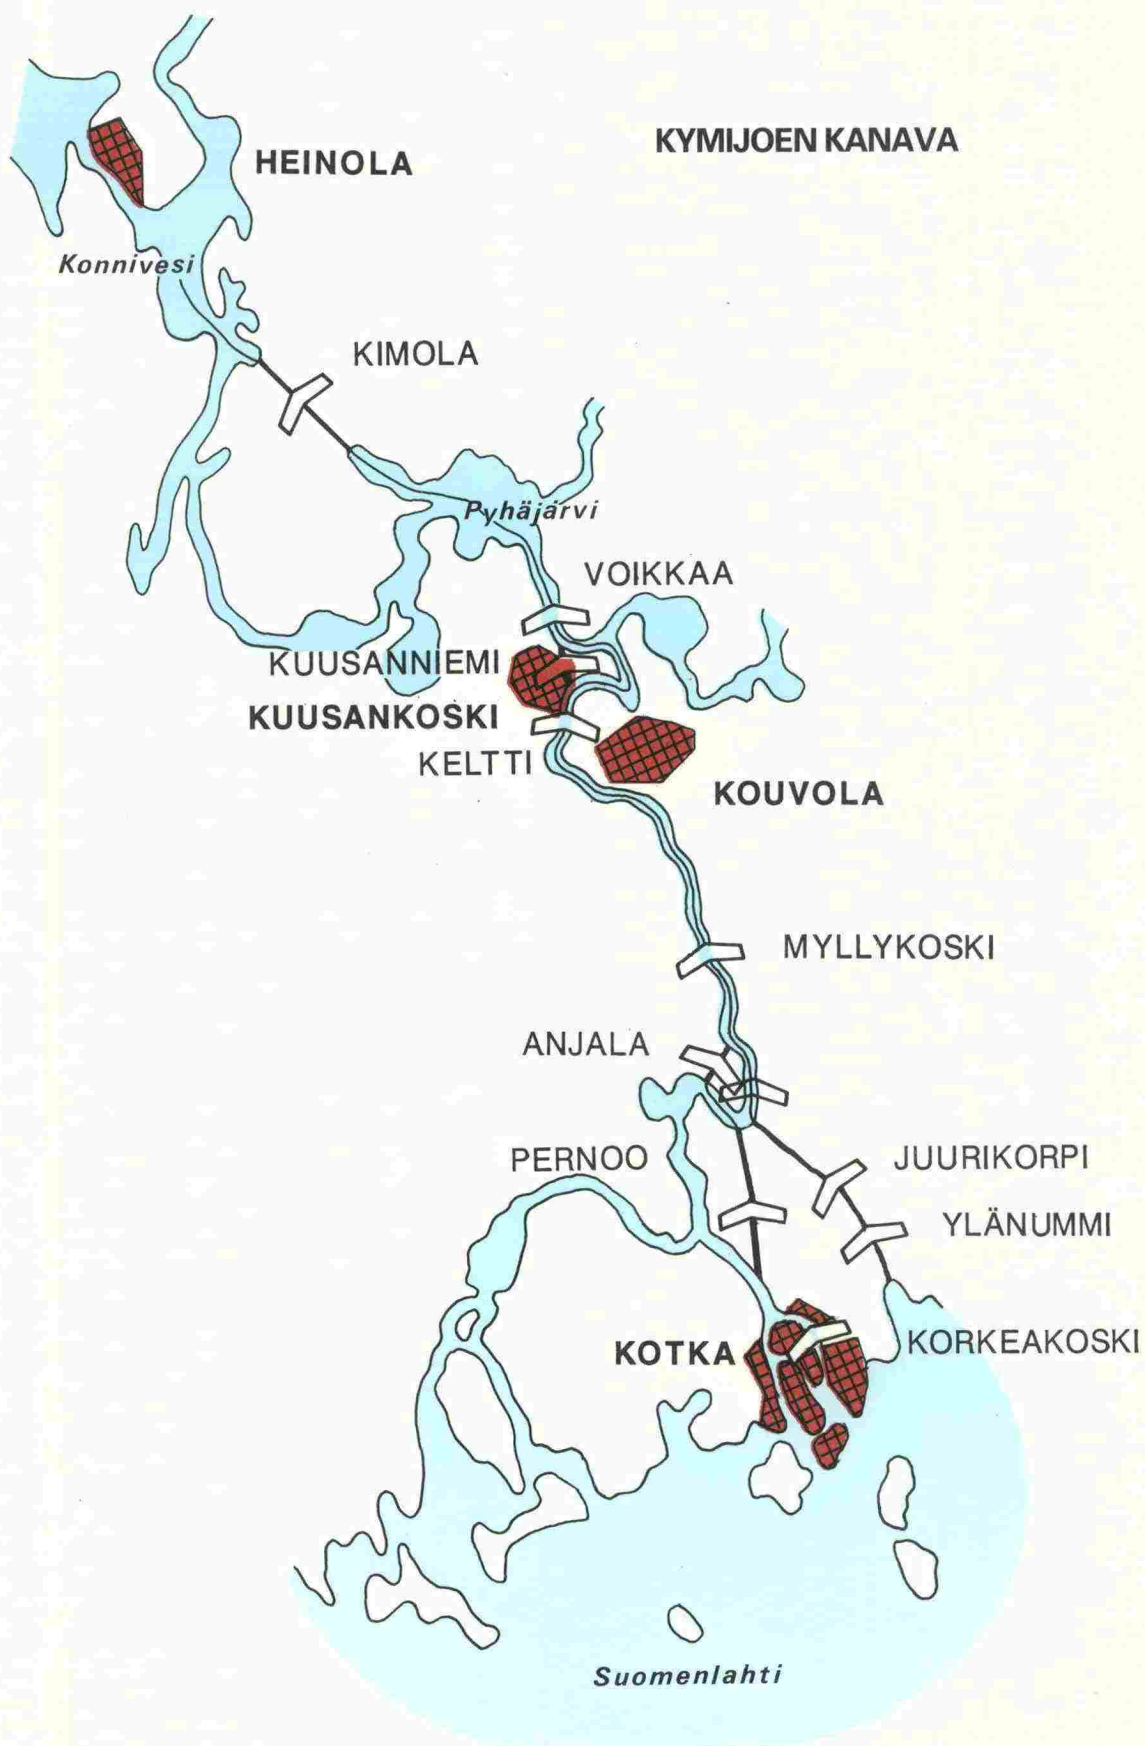 KYMIJOEN KANAVA
HEINOLA
Konnivesi
KIMOLA
Pyhäjärvi
VOIKKAA
KUUSANNIEMI
KUUSANKOSKI
KELTTI
KOUVOLA
MYLLYKOSKI
ANJALA
PERNOO
JUURIKORPI
YLÄNUMMI
KORKEAKOSKI
KOTKA
Suomenlahti